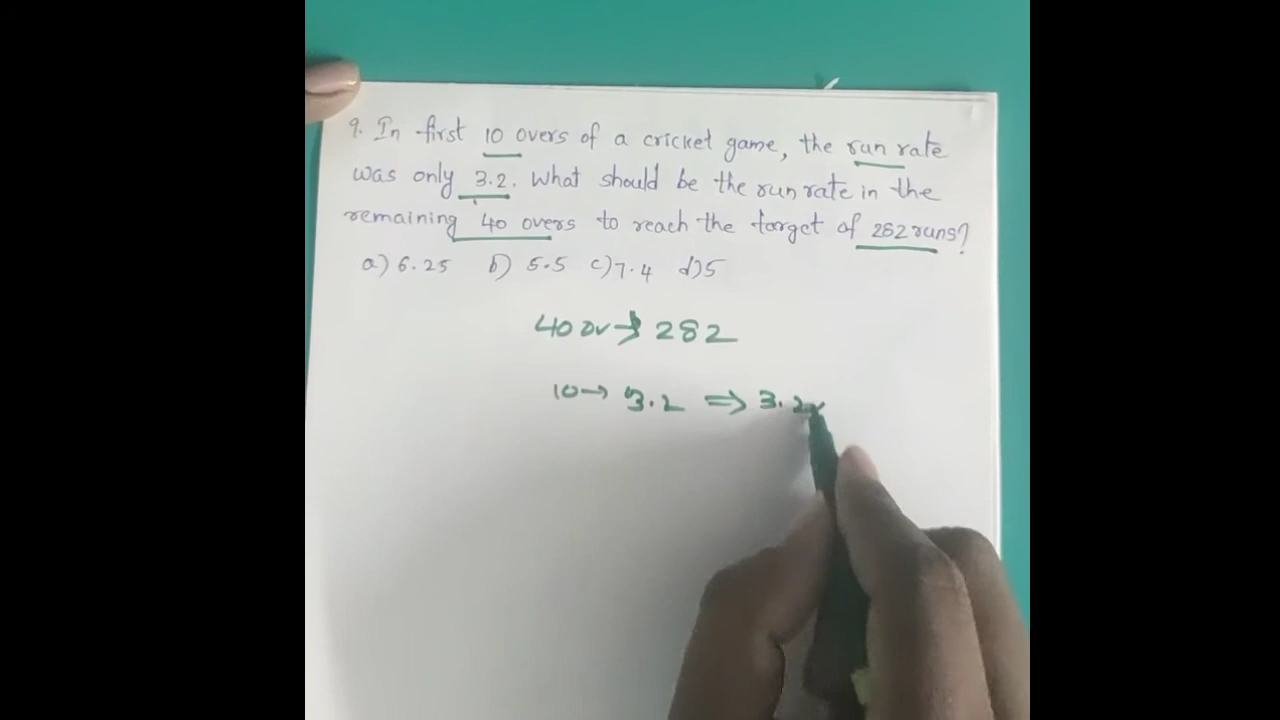 9. In first 10 overs of a cricket game, the run rate
was only 3.2. What should be the run rate in the
remaining 40 overs to reach the target of 282 runs?
a) 6.25 b) 5.5 c) 7.4 d) 5
40 ov → 282
10 → 3.2 ⇒ 3.2x